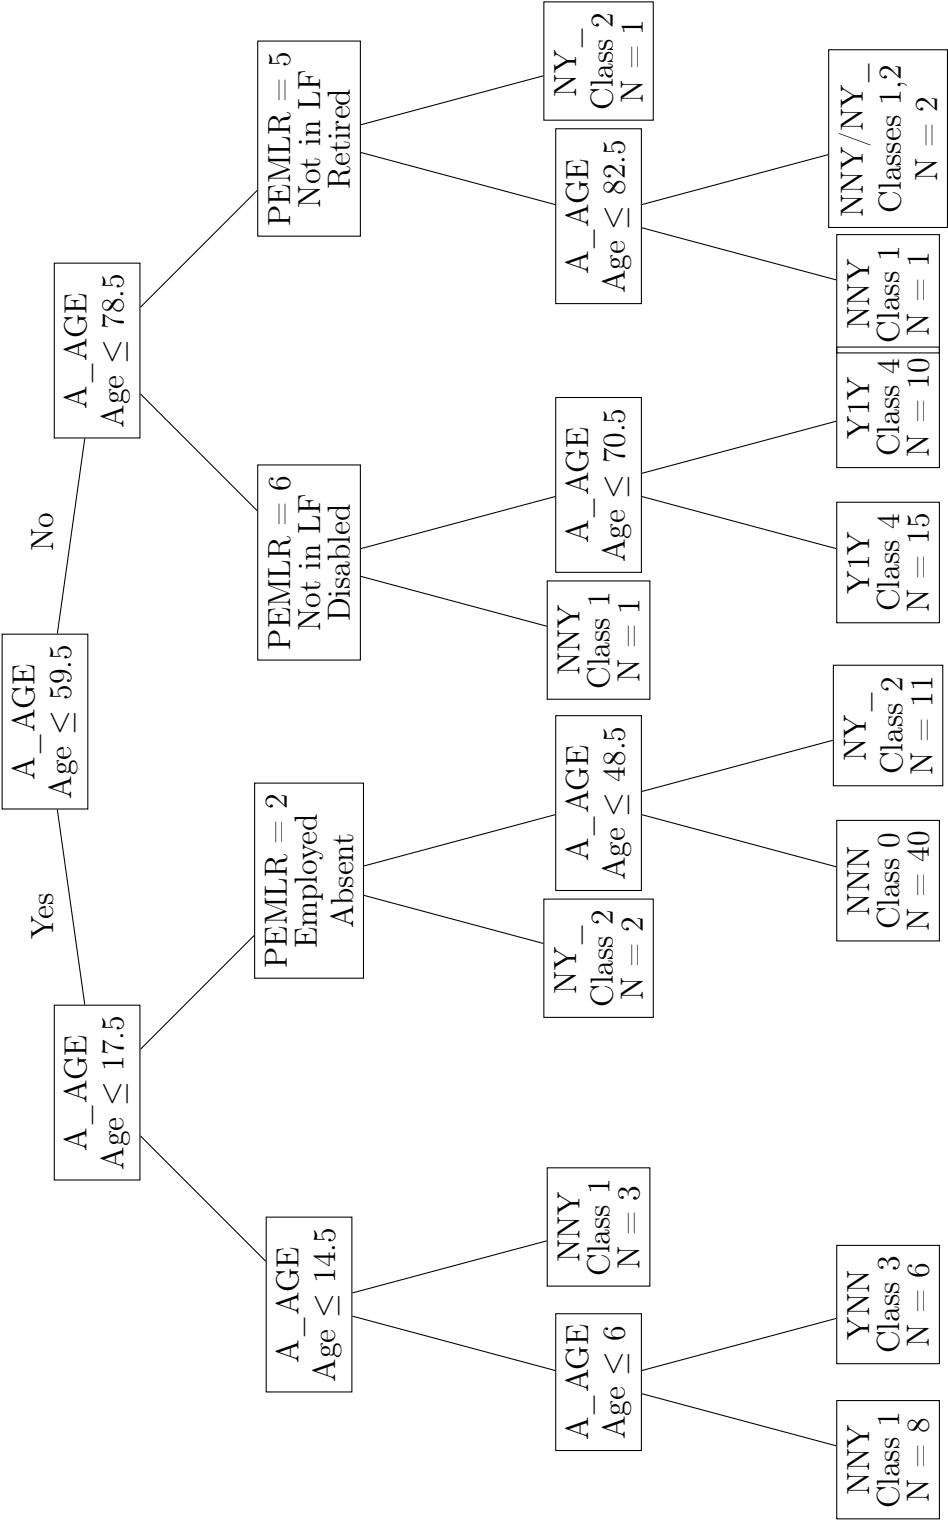 A_AGE
Age ≤ 59.5
Yes
No
A_AGE
Age ≤ 17.5
A_AGE
Age ≤ 78.5
A_AGE
Age ≤ 14.5
PEMLR = 2
Employed
Absent
PEMLR = 6
Not in LF
Disabled
PEMLR = 5
Not in LF
Retired
A_AGE
Age ≤ 6
NNY
Class 1
N = 3
NY_
Class 2
N = 2
A_AGE
Age ≤ 48.5
NNY
Class 1
N = 1
A_AGE
Age ≤ 70.5
A_AGE
Age ≤ 82.5
NY_
Class 2
N = 1
NNY
Class 1
N = 8
YNN
Class 3
N = 6
NNN
Class 0
N = 40
NY_
Class 2
N = 11
Y1Y
Class 4
N = 15
Y1Y
Class 4
N = 10
NNY
Class 1
N = 1
NNY/NY_
Classes 1,2
N = 2